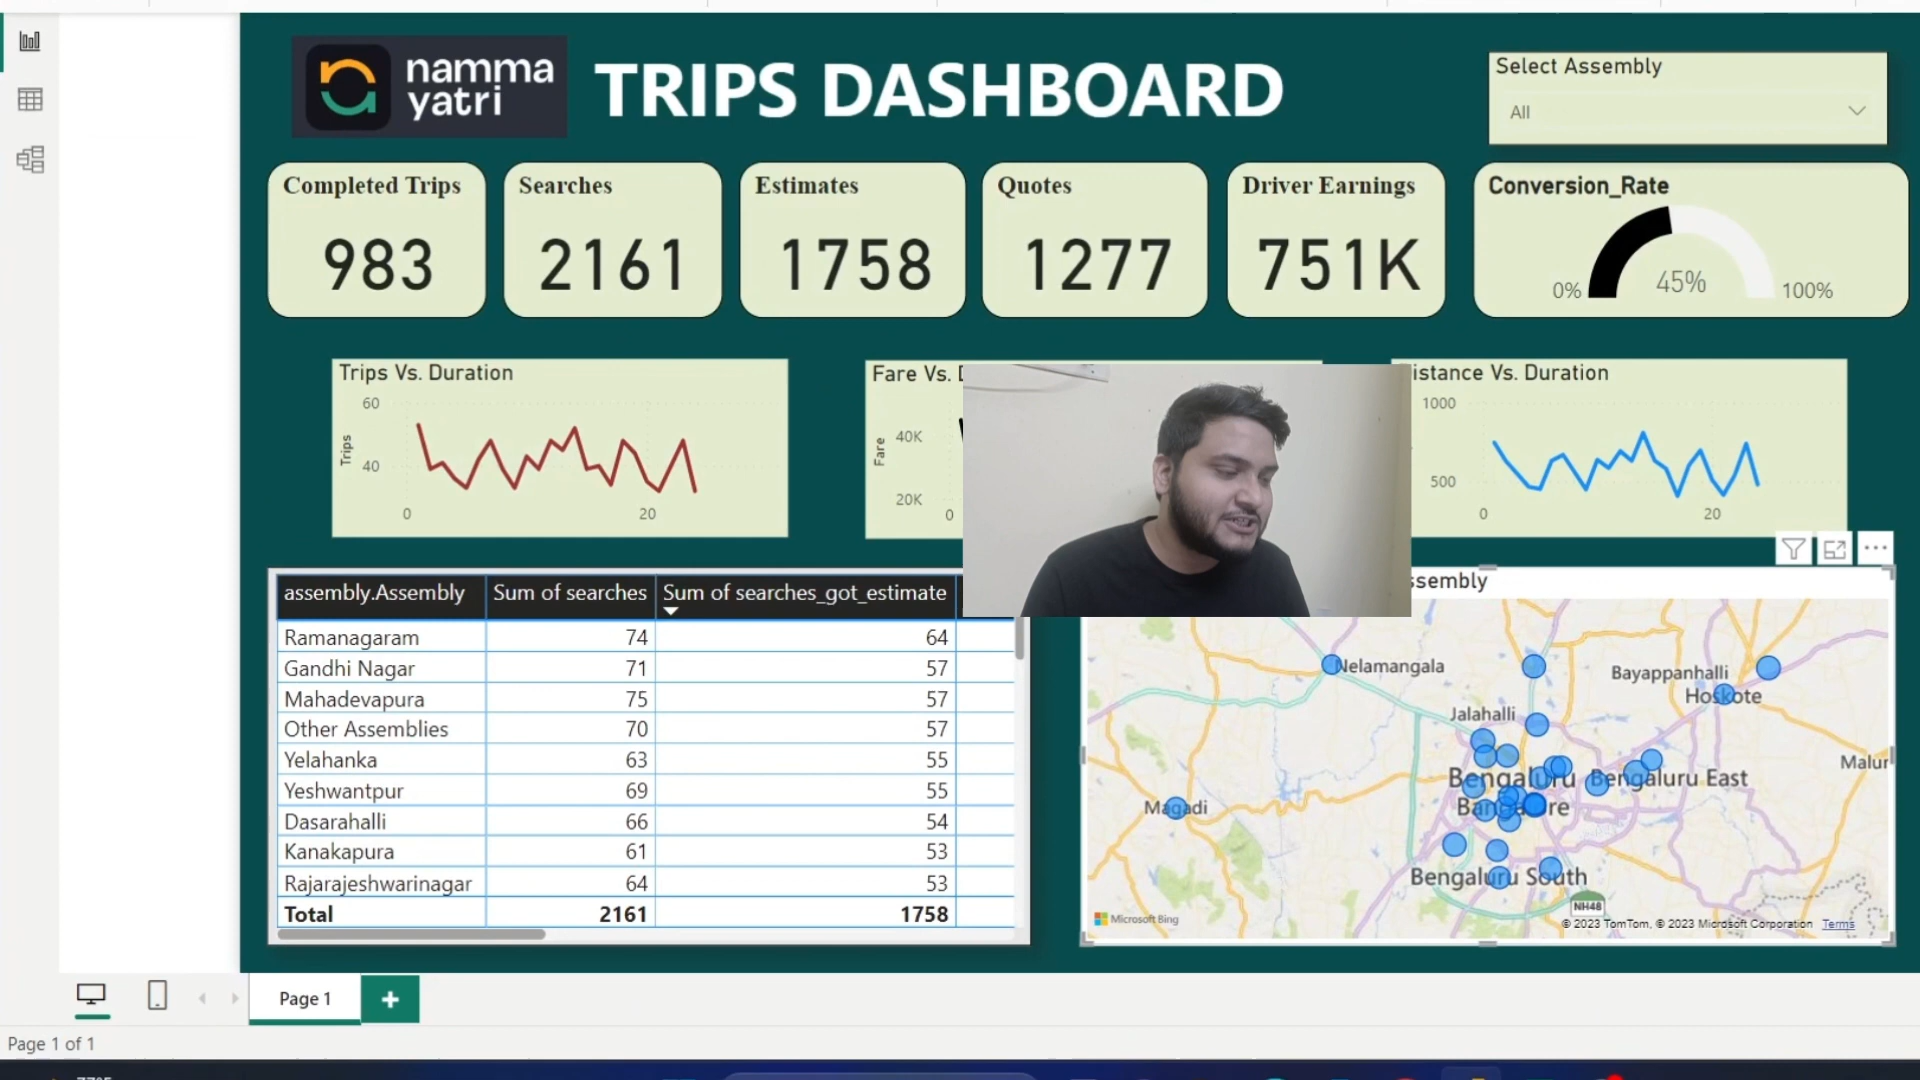 namma
yatri
TRIPS DASHBOARD
Select Assembly
All
Completed Trips
983
Searches
2161
Estimates
1758
Quotes
1277
Driver Earnings
751K
Conversion_Rate
0%
45%
100%
Trips Vs. Duration
60
40
Trips
0
20
Fare Vs.
40K
20K
Fare
0
istance Vs. Duration
1000
500
0
20
assembly.Assembly Sum of searches Sum of searches_got_estimate
Ramanagaram 74 64
Gandhi Nagar 71 57
Mahadevapura 75 57
Other Assemblies 70 57
Yelahanka 63 55
Yeshwantpur 69 55
Dasarahalli 66 54
Kanakapura 61 53
Rajarajeshwarinagar 64 53
Total 2161 1758
ssembly
Nelamangala
Bayappanhalli
Hoskote
Jalahalli
Bengaluru
Bengaluru East
Malur
Magadi
Bangalore
Bengaluru South
NH48
Microsoft Bing
© 2023 TomTom, © 2023 Microsoft Corporation Terms
Page 1
+
Page 1 of 1